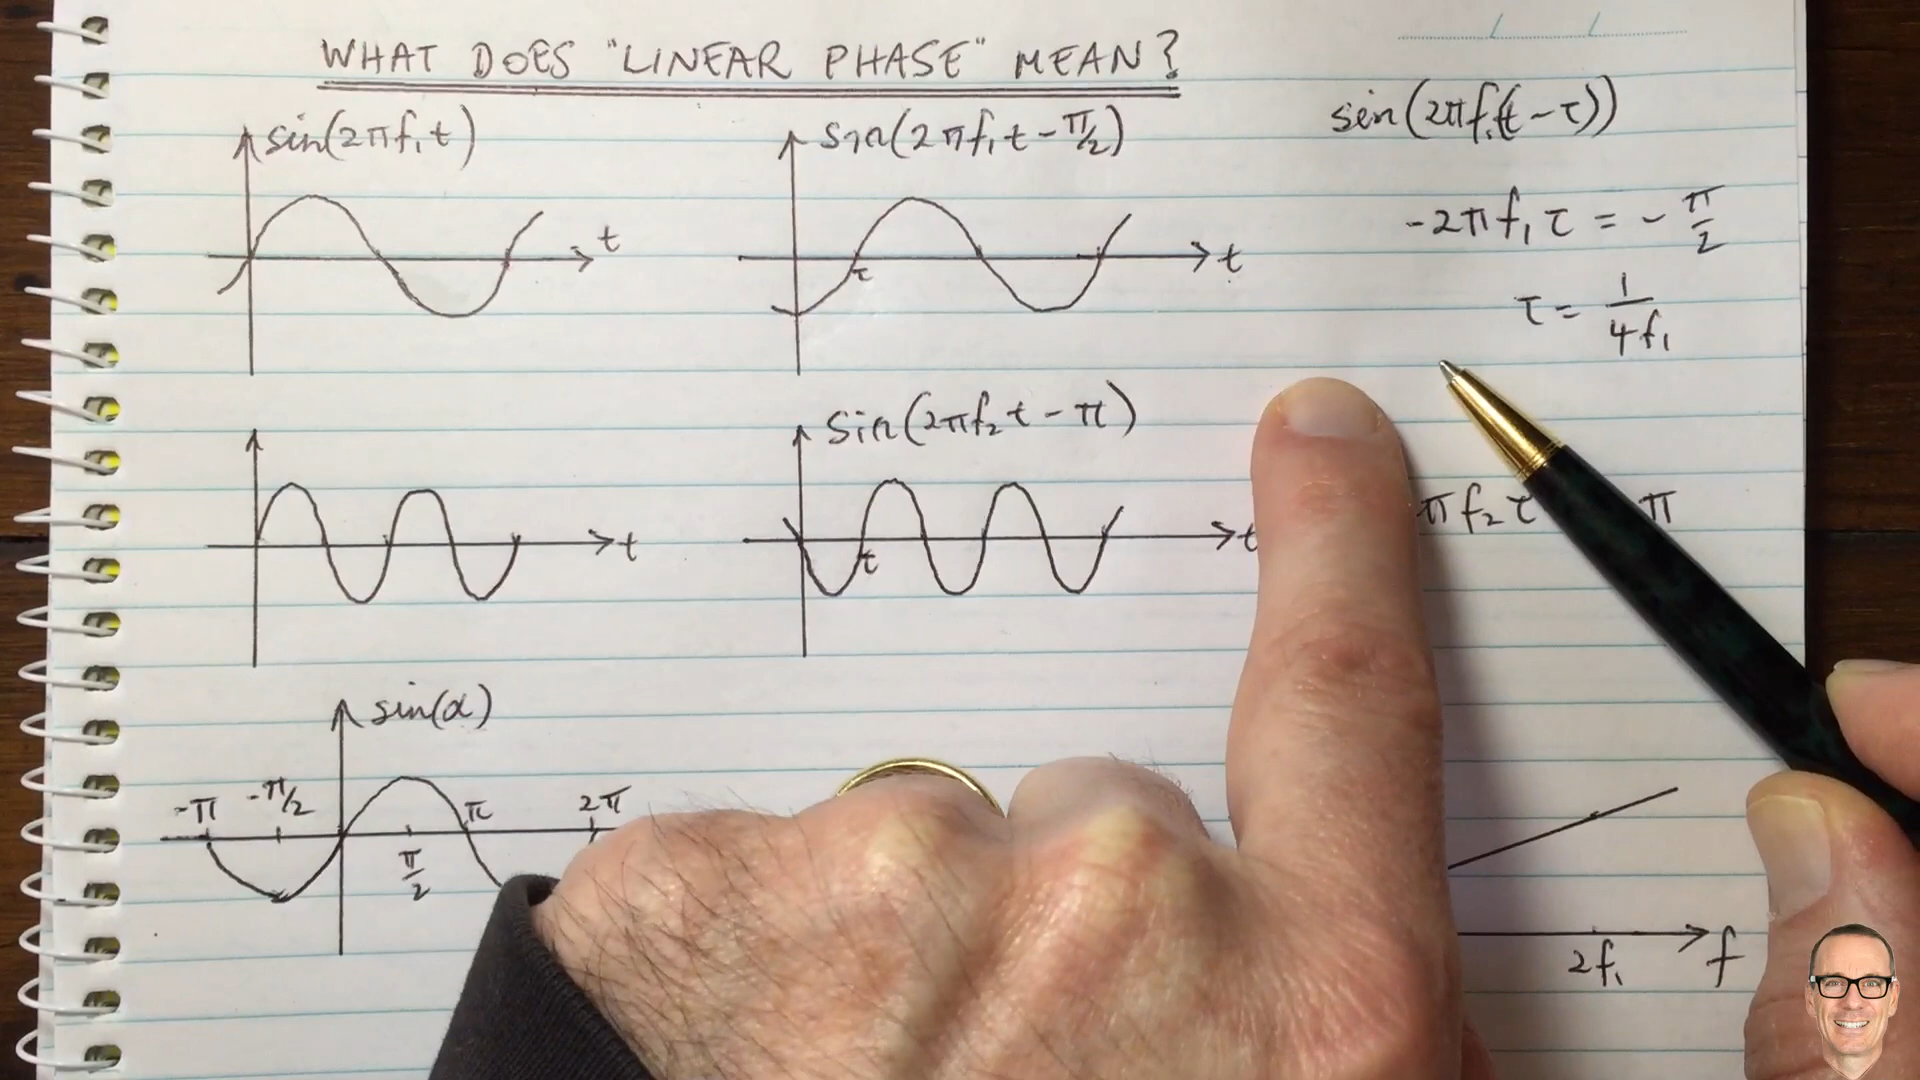 WHAT DOES "LINEAR PHASE" MEAN?
sin(2πf₁t)
t
sin(2πf₁t - π/2)
τ
t
sin(2πf₁(t - τ))
-2πf₁τ = - π/2
τ = 1/4f₁
t
sin(2πf₂t - π)
τ
t
πf₂τ π
sin(α)
-π
-π/2
π/2
π
2π
2f₁
f